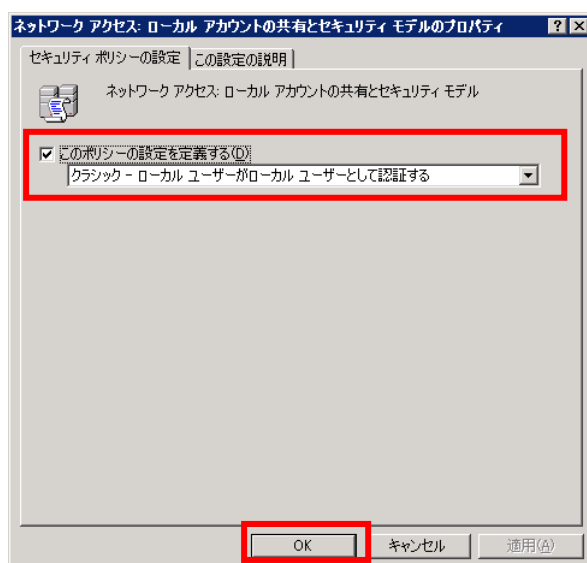 ネットワーク アクセス: ローカル アカウントの共有とセキュリティ モデルのプロパティ
セキュリティ ポリシーの設定 この設定の説明
ネットワーク アクセス: ローカル アカウントの共有とセキュリティ モデル
このポリシーの設定を定義する(D)
クラシック - ローカル ユーザーがローカル ユーザーとして認証する
OK キャンセル 適用(A)